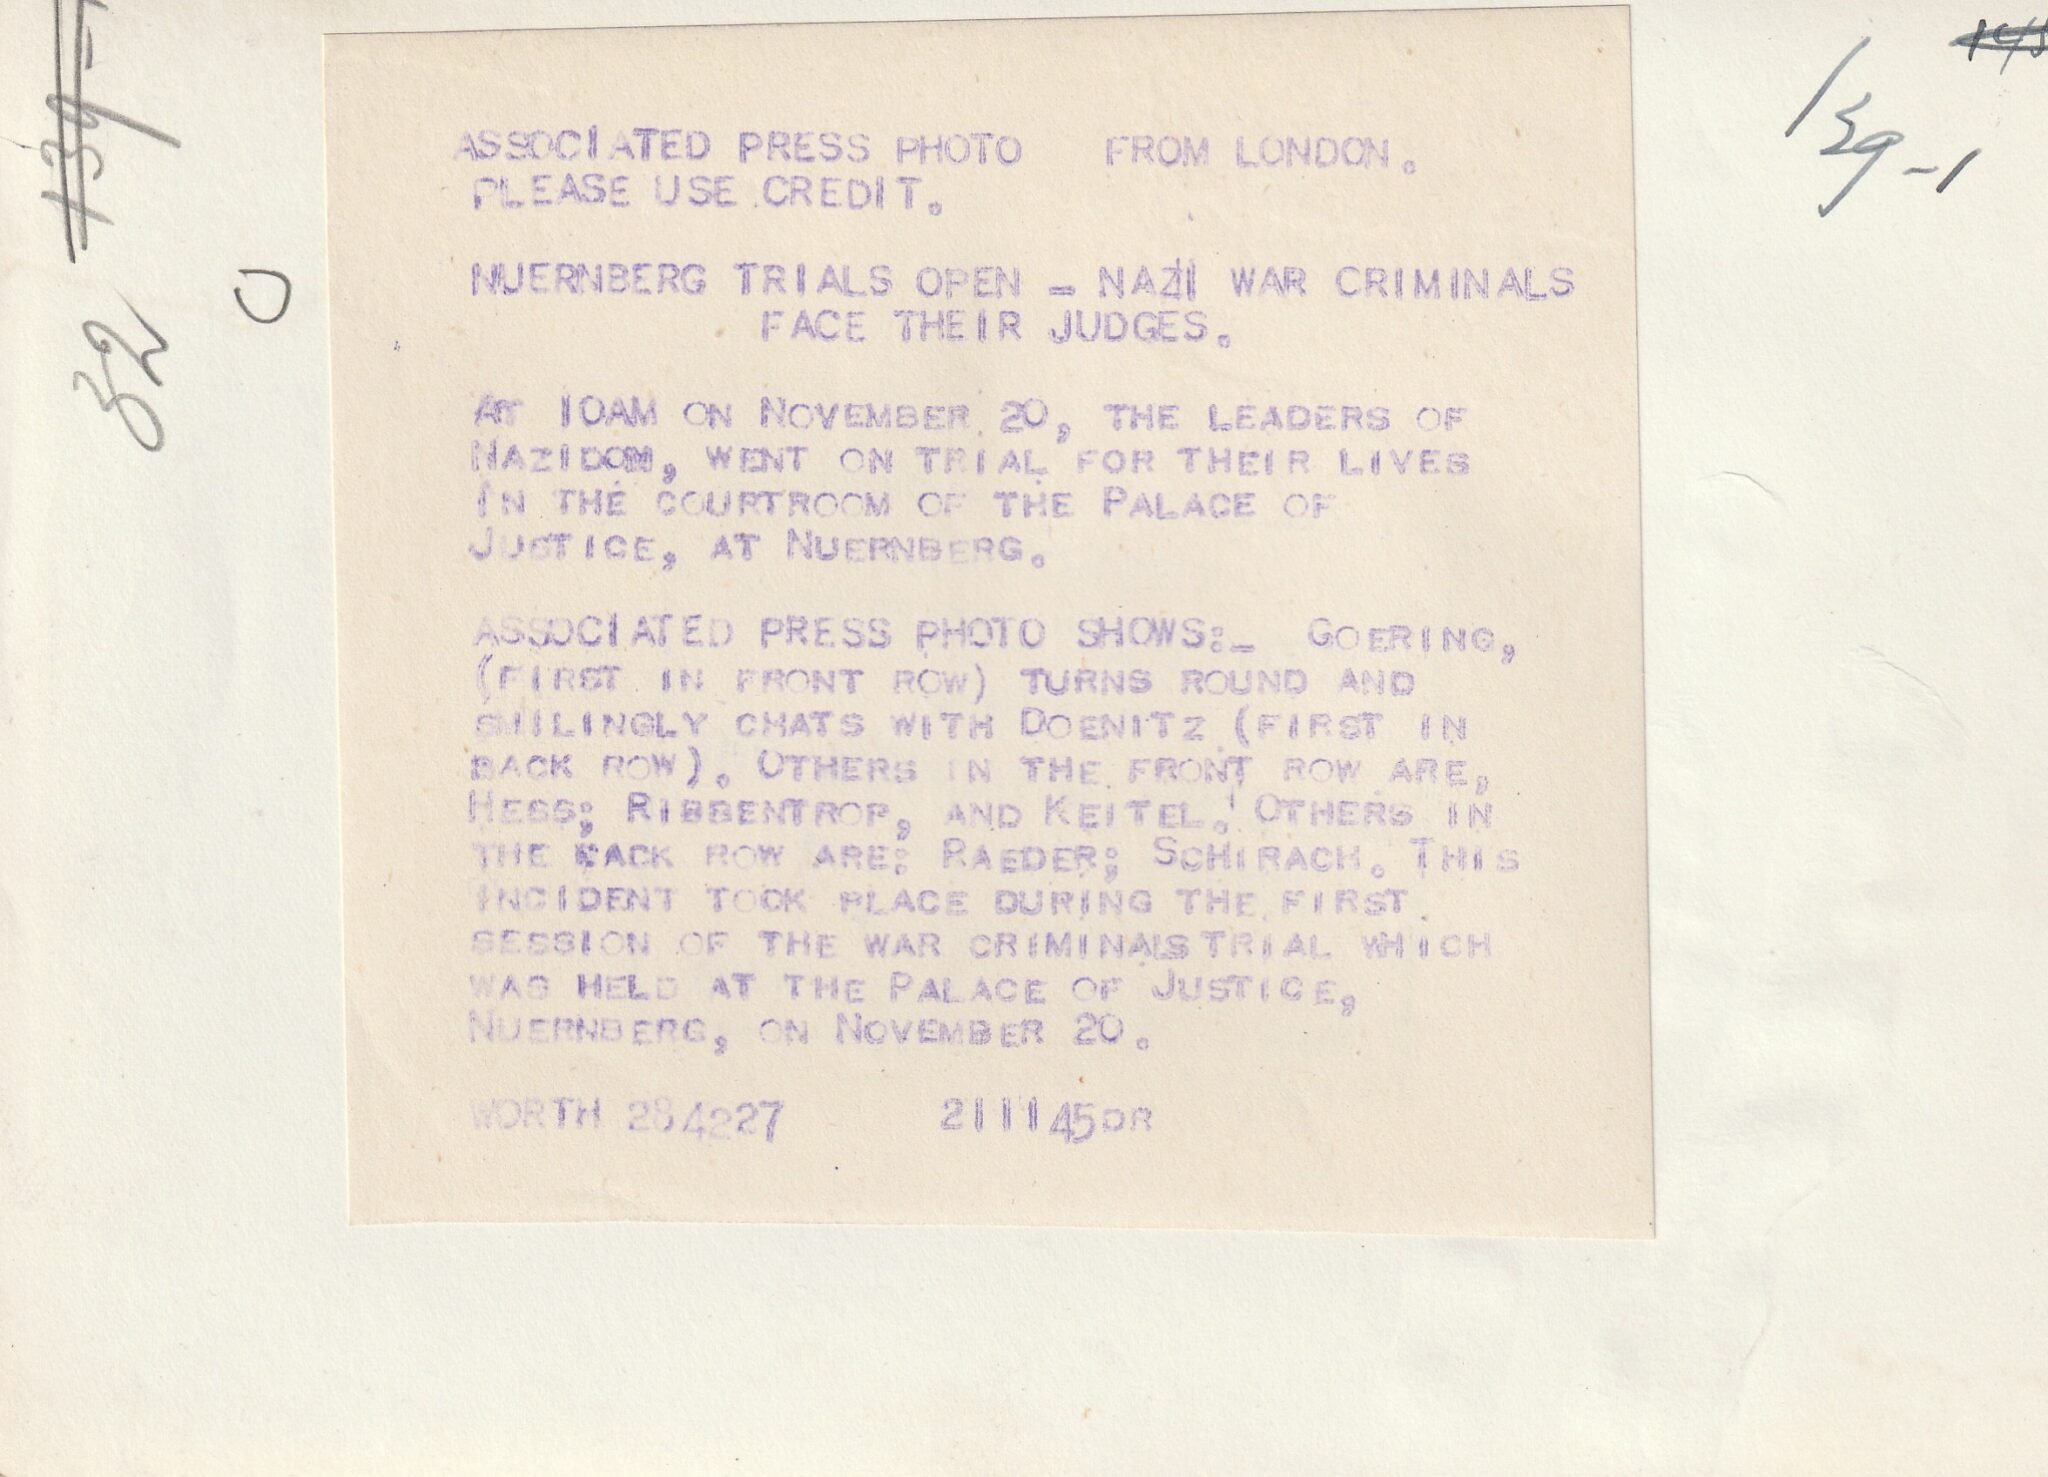 ASSOCIATED PRESS PHOTO FROM LONDON.
PLEASE USE CREDIT.
NUERNBERG TRIALS OPEN - NAZI WAR CRIMINALS
FACE THEIR JUDGES.
AT 10AM ON NOVEMBER 20, THE LEADERS OF
NAZIDOM, WENT ON TRIAL FOR THEIR LIVES
IN THE COURTROOM OF THE PALACE OF
JUSTICE, AT NUERNBERG.
ASSOCIATED PRESS PHOTO SHOWS:- GOERING,
(FIRST IN FRONT ROW) TURNS ROUND AND
SMILINGLY CHATS WITH DOENITZ (FIRST IN
BACK ROW). OTHERS IN THE FRONT ROW ARE,
HESS; RIBBENTROP, AND KEITEL. OTHERS IN
THE BACK ROW ARE: RAEDER; SCHIRACH. THIS
INCIDENT TOOK PLACE DURING THE FIRST
SESSION OF THE WAR CRIMINALS TRIAL WHICH
WAS HELD AT THE PALACE OF JUSTICE,
NUERNBERG, ON NOVEMBER 20.
WORTH 284227 211145DR
139-1
52
0